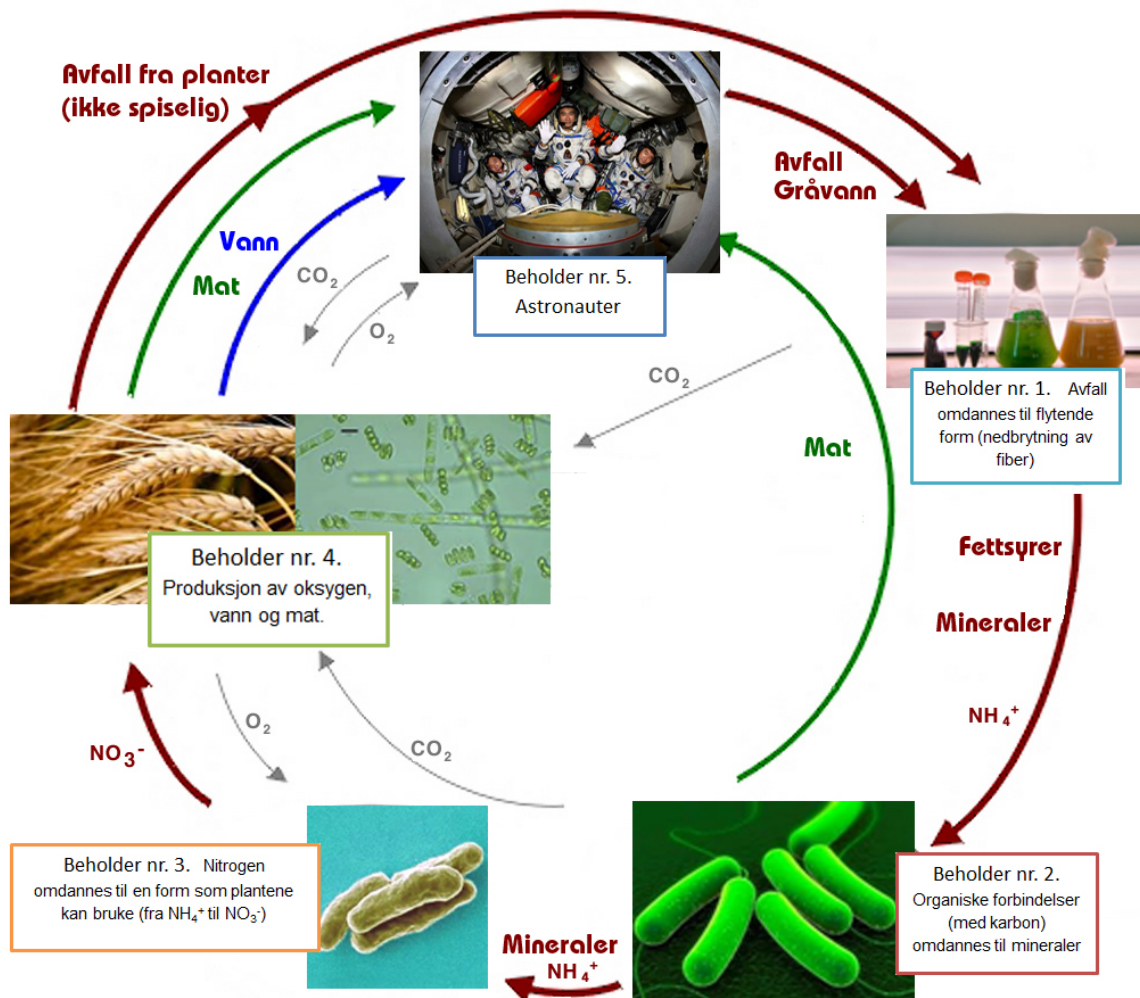 Avfall fra planter
(ikke spiselig)
Avfall
Gråvann
Vann
Mat
CO₂
O₂
Beholder nr. 5.
Astronauter
CO₂
Mat
Beholder nr. 1. Avfall
omdannes til flytende
form (nedbrytning av
fiber)
Fettsyrer
Mineraler
NH₄⁺
Beholder nr. 4.
Produksjon av oksygen,
vann og mat.
O₂
CO₂
NO₃⁻
Beholder nr. 3. Nitrogen
omdannes til en form som plantene
kan bruke (fra NH₄⁺ til NO₃⁻)
Mineraler
NH₄⁺
Beholder nr. 2.
Organiske forbindelser
(med karbon)
omdannes til mineraler